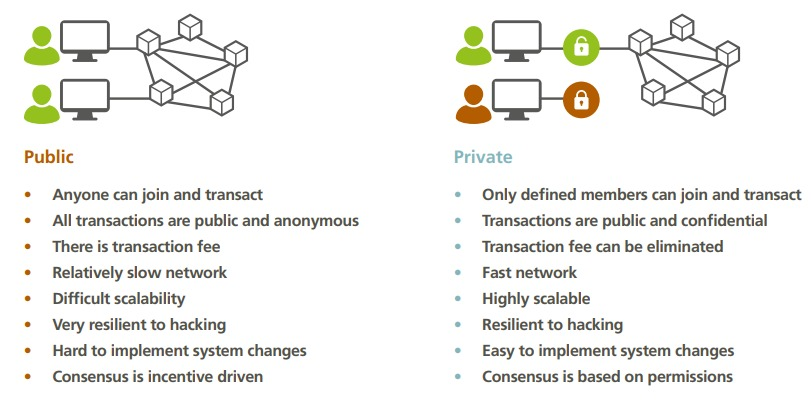 Public
• Anyone can join and transact
• All transactions are public and anonymous
• There is transaction fee
• Relatively slow network
• Difficult scalability
• Very resilient to hacking
• Hard to implement system changes
• Consensus is incentive driven
Private
• Only defined members can join and transact
• Transactions are public and confidential
• Transaction fee can be eliminated
• Fast network
• Highly scalable
• Resilient to hacking
• Easy to implement system changes
• Consensus is based on permissions